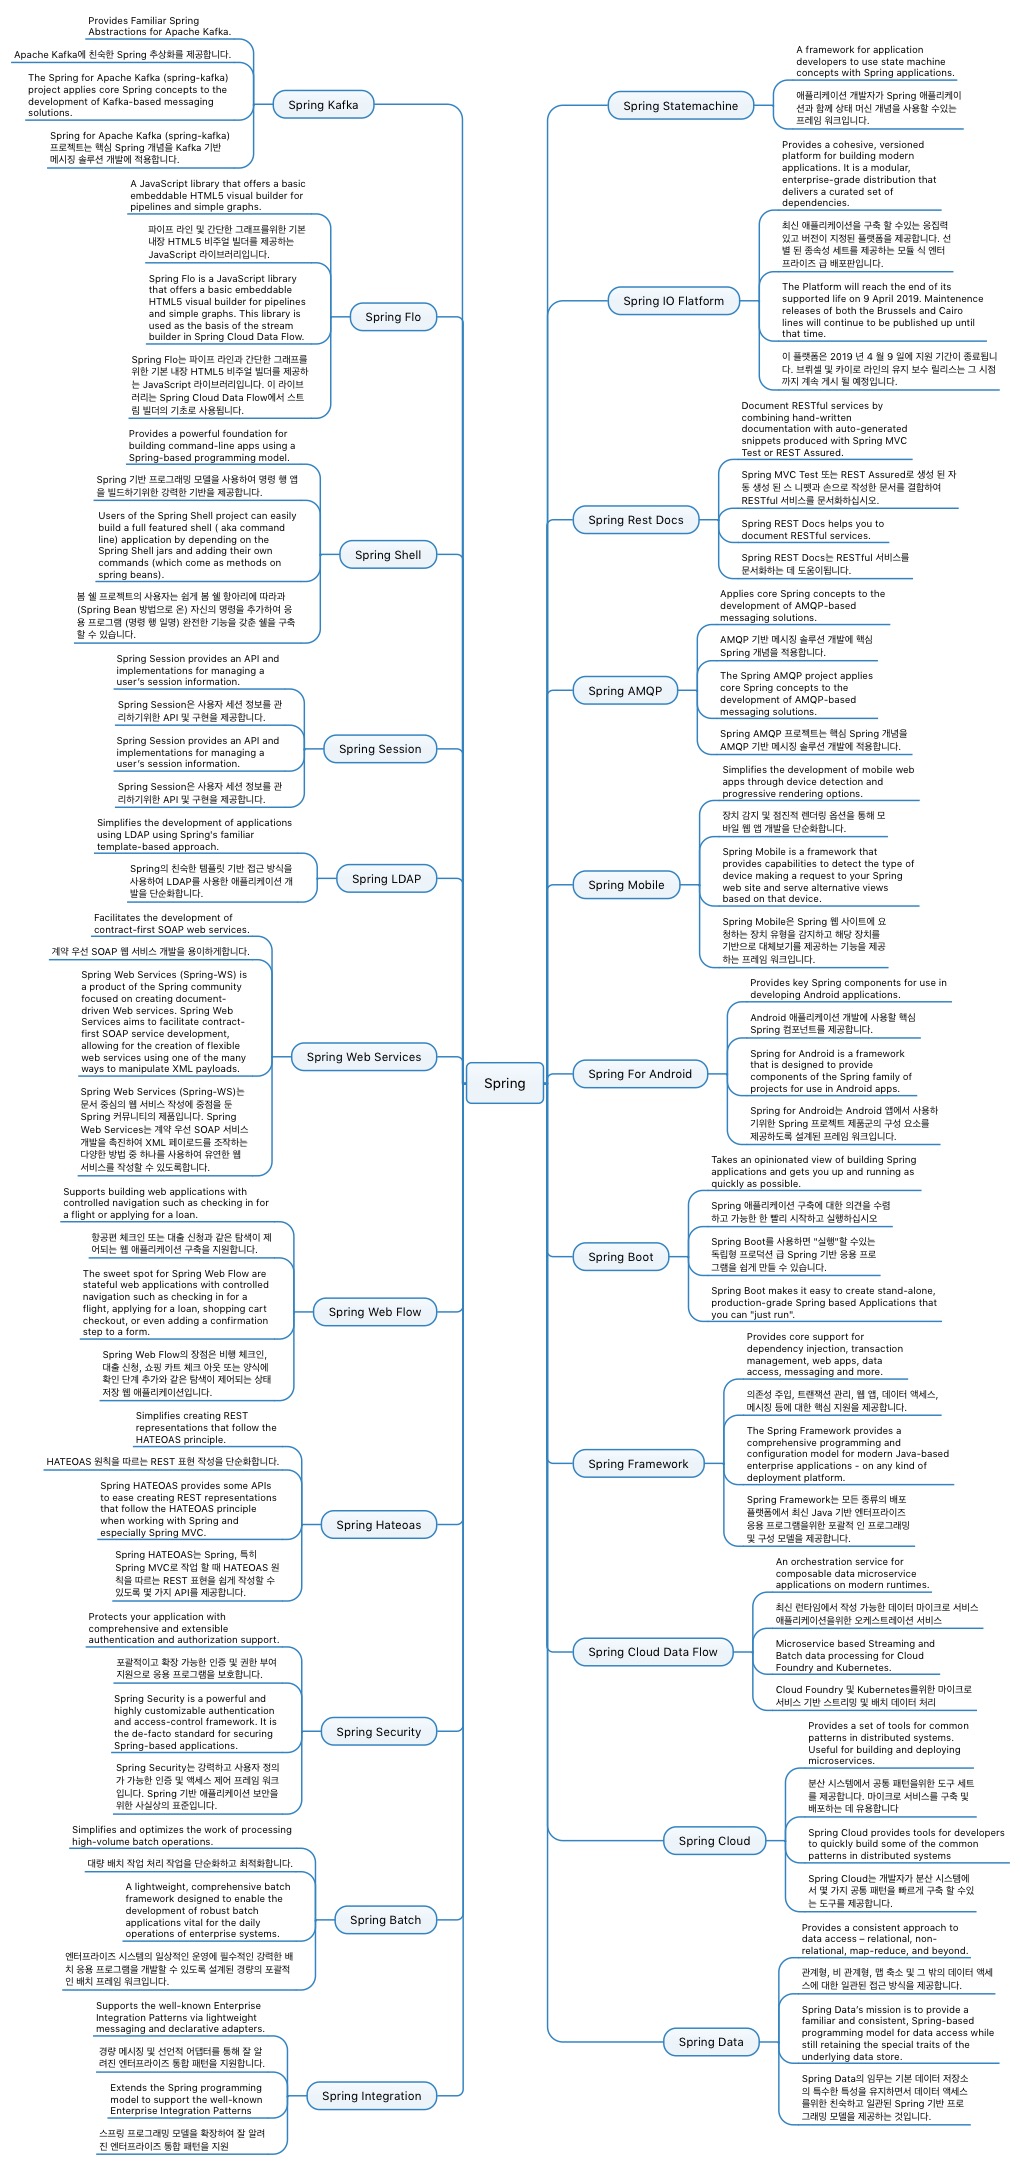 Provides Familiar Spring
Abstractions for Apache Kafka.
Apache Kafka에 친숙한 Spring 추상화를 제공합니다.
The Spring for Apache Kafka (spring-kafka)
project applies core Spring concepts to the
development of Kafka-based messaging
solutions.
Spring for Apache Kafka (spring-kafka)
프로젝트는 핵심 Spring 개념을 Kafka 기반
메시징 솔루션 개발에 적용합니다.
Spring Kafka
A JavaScript library that offers a basic
embeddable HTML5 visual builder for
pipelines and simple graphs.
파이프 라인 및 간단한 그래프를위한 기본
내장 HTML5 비주얼 빌더를 제공하는
JavaScript 라이브러리입니다.
Spring Flo is a JavaScript library
that offers a basic embeddable
HTML5 visual builder for pipelines
and simple graphs. This library is
used as the basis of the stream
builder in Spring Cloud Data Flow.
Spring Flo는 파이프 라인과 간단한 그래프를
위한 기본 내장 HTML5 비주얼 빌더를 제공하
는 JavaScript 라이브러리입니다. 이 라이브
러리는 Spring Cloud Data Flow에서 스트
림 빌더의 기초로 사용됩니다.
Spring Flo
Provides a powerful foundation for
building command-line apps using a
Spring-based programming model.
Spring 기반 프로그래밍 모델을 사용하여 명령 행 앱
을 빌드하기위한 강력한 기반을 제공합니다.
Users of the Spring Shell project can easily
build a full featured shell ( aka command
line) application by depending on the
Spring Shell jars and adding their own
commands (which come as methods on
spring beans).
봄 쉘 프로젝트의 사용자는 쉽게 봄 쉘 항아리에 따라과
(Spring Bean 방법으로 온) 자신의 명령을 추가하여 응
용 프로그램 (명령 행 일명) 완전한 기능을 갖춘 쉘을 구축
할 수 있습니다.
Spring Shell
Spring Session provides an API and
implementations for managing a
user's session information.
Spring Session은 사용자 세션 정보를 관
리하기위한 API 및 구현을 제공합니다.
Spring Session provides an API and
implementations for managing a
user's session information.
Spring Session은 사용자 세션 정보를 관
리하기위한 API 및 구현을 제공합니다.
Spring Session
Simplifies the development of applications
using LDAP using Spring's familiar
template-based approach.
Spring의 친숙한 템플릿 기반 접근 방식을
사용하여 LDAP를 사용한 애플리케이션 개
발을 단순화합니다.
Spring LDAP
Facilitates the development of
contract-first SOAP web services.
계약 우선 SOAP 웹 서비스 개발을 용이하게합니다.
Spring Web Services (Spring-WS) is
a product of the Spring community
focused on creating document-
driven Web services. Spring Web
Services aims to facilitate contract-
first SOAP service development,
allowing for the creation of flexible
web services using one of the many
ways to manipulate XML payloads.
Spring Web Services (Spring-WS)는
문서 중심의 웹 서비스 작성에 중점을 둔
Spring 커뮤니티의 제품입니다. Spring
Web Services는 계약 우선 SOAP 서비스
개발을 촉진하여 XML 페이로드를 조작하는
다양한 방법 중 하나를 사용하여 유연한 웹
서비스를 작성할 수 있도록합니다.
Spring Web Services
Supports building web applications with
controlled navigation such as checking in for
a flight or applying for a loan.
항공편 체크인 또는 대출 신청과 같은 탐색이 제
어되는 웹 애플리케이션 구축을 지원합니다.
The sweet spot for Spring Web Flow are
stateful web applications with controlled
navigation such as checking in for a
flight, applying for a loan, shopping cart
checkout, or even adding a confirmation
step to a form.
Spring Web Flow의 장점은 비행 체크인,
대출 신청, 쇼핑 카트 체크 아웃 또는 양식에
확인 단계 추가와 같은 탐색이 제어되는 상태
저장 웹 애플리케이션입니다.
Spring Web Flow
Simplifies creating REST
representations that follow the
HATEOAS principle.
HATEOAS 원칙을 따르는 REST 표현 작성을 단순화합니다.
Spring HATEOAS provides some APIs
to ease creating REST representations
that follow the HATEOAS principle
when working with Spring and
especially Spring MVC.
Spring HATEOAS는 Spring, 특히
Spring MVC로 작업 할 때 HATEOAS 원
칙을 따르는 REST 표현을 쉽게 작성할 수
있도록 몇 가지 API를 제공합니다.
Spring Hateoas
Protects your application with
comprehensive and extensible
authentication and authorization support.
포괄적이고 확장 가능한 인증 및 권한 부여
지원으로 응용 프로그램을 보호합니다.
Spring Security is a powerful and
highly customizable authentication
and access-control framework. It is
the de-facto standard for securing
Spring-based applications.
Spring Security는 강력하고 사용자 정의
가 가능한 인증 및 액세스 제어 프레임 워크
입니다. Spring 기반 애플리케이션 보안을
위한 사실상의 표준입니다.
Spring Security
Simplifies and optimizes the work of processing
high-volume batch operations.
대량 배치 작업 처리 작업을 단순화하고 최적화합니다.
A lightweight, comprehensive batch
framework designed to enable the
development of robust batch
applications vital for the daily
operations of enterprise systems.
엔터프라이즈 시스템의 일상적인 운영에 필수적인 강력한 배
치 응용 프로그램을 개발할 수 있도록 설계된 경량의 포괄적
인 배치 프레임 워크입니다.
Spring Batch
Supports the well-known Enterprise
Integration Patterns via lightweight
messaging and declarative adapters.
경량 메시징 및 선언적 어댑터를 통해 잘 알
려진 엔터프라이즈 통합 패턴을 지원합니다.
Extends the Spring programming
model to support the well-known
Enterprise Integration Patterns
스프링 프로그래밍 모델을 확장하여 잘 알려
진 엔터프라이즈 통합 패턴을 지원
Spring Integration
Spring
Spring Statemachine
A framework for application
developers to use state machine
concepts with Spring applications.
애플리케이션 개발자가 Spring 애플리케이
션과 함께 상태 머신 개념을 사용할 수있는
프레임 워크입니다.
Spring IO Flatform
Provides a cohesive, versioned
platform for building modern
applications. It is a modular,
enterprise-grade distribution that
delivers a curated set of
dependencies.
최신 애플리케이션을 구축 할 수있는 응집력
있고 버전이 지정된 플랫폼을 제공합니다. 선
별 된 종속성 세트를 제공하는 모듈 식 엔터
프라이즈 급 배포판입니다.
The Platform will reach the end of its
supported life on 9 April 2019. Maintenence
releases of both the Brussels and Cairo
lines will continue to be published up until
that time.
이 플랫폼은 2019 년 4 월 9 일에 지원 기간이 종료됩니
다. 브뤼셀 및 카이로 라인의 유지 보수 릴리스는 그 시점
까지 계속 게시 될 예정입니다.
Spring Rest Docs
Document RESTful services by
combining hand-written
documentation with auto-generated
snippets produced with Spring MVC
Test or REST Assured.
Spring MVC Test 또는 REST Assured로 생성 된 자
동 생성 된 스 니펫과 손으로 작성한 문서를 결합하여
RESTful 서비스를 문서화하십시오.
Spring REST Docs helps you to
document RESTful services.
Spring REST Docs는 RESTful 서비스를
문서화하는 데 도움이됩니다.
Spring AMQP
Applies core Spring concepts to the
development of AMQP-based
messaging solutions.
AMQP 기반 메시징 솔루션 개발에 핵심
Spring 개념을 적용합니다.
The Spring AMQP project applies
core Spring concepts to the
development of AMQP-based
messaging solutions.
Spring AMQP 프로젝트는 핵심 Spring 개념을
AMQP 기반 메시징 솔루션 개발에 적용합니다.
Spring Mobile
Simplifies the development of mobile web
apps through device detection and
progressive rendering options.
장치 감지 및 점진적 렌더링 옵션을 통해 모
바일 웹 앱 개발을 단순화합니다.
Spring Mobile is a framework that
provides capabilities to detect the type of
device making a request to your Spring
web site and serve alternative views
based on that device.
Spring Mobile은 Spring 웹 사이트에 요
청하는 장치 유형을 감지하고 해당 장치를
기반으로 대체보기를 제공하는 기능을 제공
하는 프레임 워크입니다.
Spring For Android
Provides key Spring components for use in
developing Android applications.
Android 애플리케이션 개발에 사용할 핵심
Spring 컴포넌트를 제공합니다.
Spring for Android is a framework
that is designed to provide
components of the Spring family of
projects for use in Android apps.
Spring for Android는 Android 앱에서 사용하
기위한 Spring 프로젝트 제품군의 구성 요소를
제공하도록 설계된 프레임 워크입니다.
Spring Boot
Takes an opinionated view of building Spring
applications and gets you up and running as
quickly as possible.
Spring 애플리케이션 구축에 대한 의견을 수렴
하고 가능한 한 빨리 시작하고 실행하십시오
Spring Boot를 사용하면 "실행"할 수있는
독립형 프로덕션 급 Spring 기반 응용 프로
그램을 쉽게 만들 수 있습니다.
Spring Boot makes it easy to create stand-alone,
production-grade Spring based Applications that
you can "just run".
Spring Framework
Provides core support for
dependency injection, transaction
management, web apps, data
access, messaging and more.
의존성 주입, 트랜잭션 관리, 웹 앱, 데이터 액세스,
메시징 등에 대한 핵심 지원을 제공합니다.
The Spring Framework provides a
comprehensive programming and
configuration model for modern Java-based
enterprise applications - on any kind of
deployment platform.
Spring Framework는 모든 종류의 배포
플랫폼에서 최신 Java 기반 엔터프라이즈
응용 프로그램을위한 포괄적 인 프로그래밍
및 구성 모델을 제공합니다.
Spring Cloud Data Flow
An orchestration service for
composable data microservice
applications on modern runtimes.
최신 런타임에서 작성 가능한 데이터 마이크로 서비스
애플리케이션을위한 오케스트레이션 서비스
Microservice based Streaming and
Batch data processing for Cloud
Foundry and Kubernetes.
Cloud Foundry 및 Kubernetes를위한 마이크로
서비스 기반 스트리밍 및 배치 데이터 처리
Spring Cloud
Provides a set of tools for common
patterns in distributed systems.
Useful for building and deploying
microservices.
분산 시스템에서 공통 패턴을위한 도구 세트
를 제공합니다. 마이크로 서비스를 구축 및
배포하는 데 유용합니다
Spring Cloud provides tools for developers
to quickly build some of the common
patterns in distributed systems
Spring Cloud는 개발자가 분산 시스템에
서 몇 가지 공통 패턴을 빠르게 구축 할 수있
는 도구를 제공합니다.
Spring Data
Provides a consistent approach to
data access – relational, non-
relational, map-reduce, and beyond.
관계형, 비 관계형, 맵 축소 및 그 밖의 데이터 액세
스에 대한 일관된 접근 방식을 제공합니다.
Spring Data's mission is to provide a
familiar and consistent, Spring-based
programming model for data access while
still retaining the special traits of the
underlying data store.
Spring Data의 임무는 기본 데이터 저장소
의 특수한 특성을 유지하면서 데이터 액세스
를위한 친숙하고 일관된 Spring 기반 프로
그래밍 모델을 제공하는 것입니다.